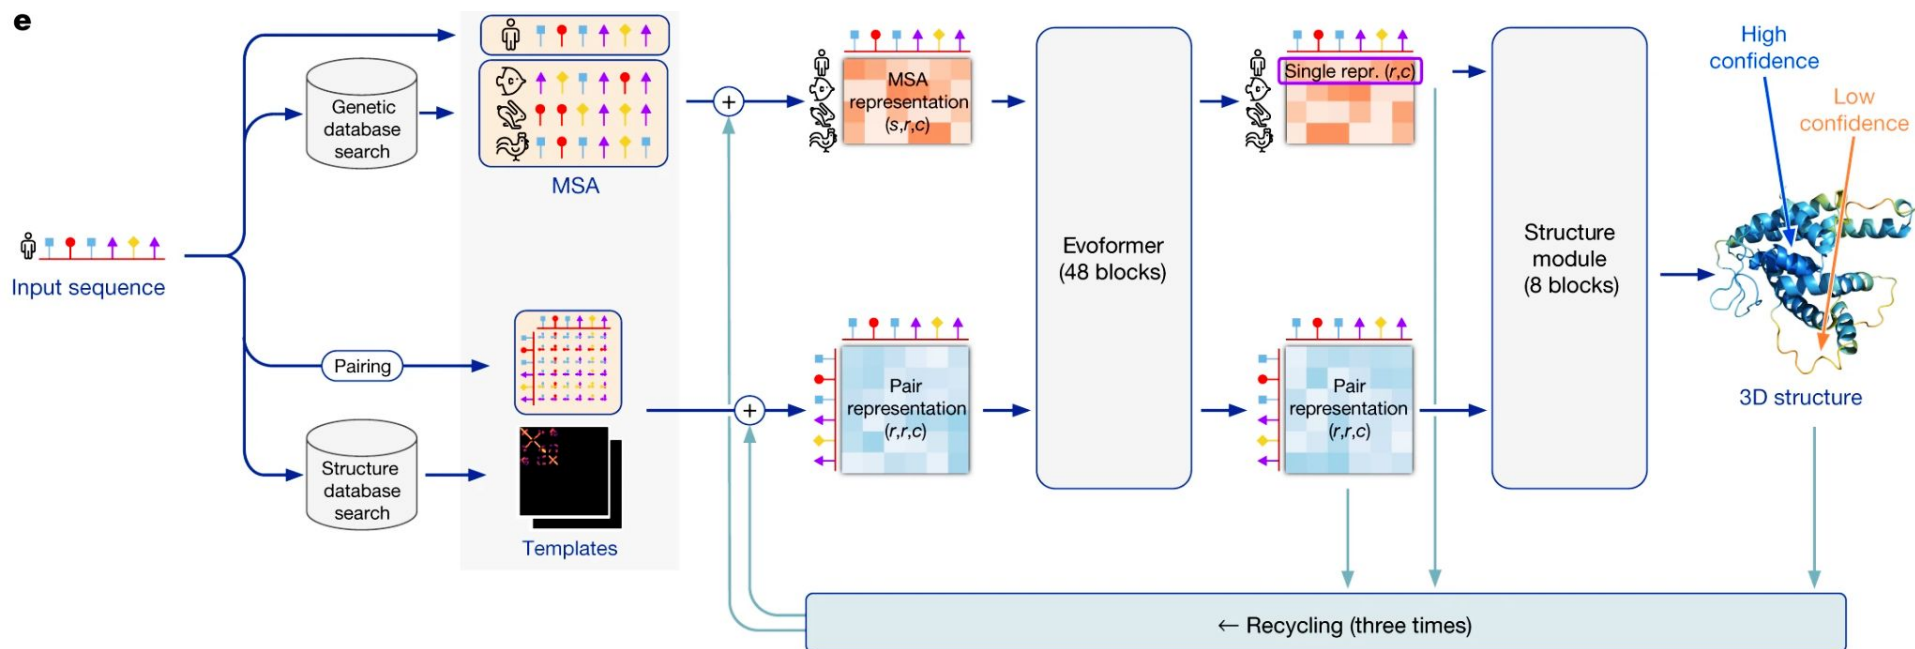 e
Input sequence
Genetic
database
search
Pairing
Structure
database
search
MSA
Templates
+
+
MSA
representation
(s,r,c)
Pair
representation
(r,r,c)
Evoformer
(48 blocks)
Single repr. (r,c)
Pair
representation
(r,r,c)
Structure
module
(8 blocks)
High
confidence
Low
confidence
3D structure
← Recycling (three times)